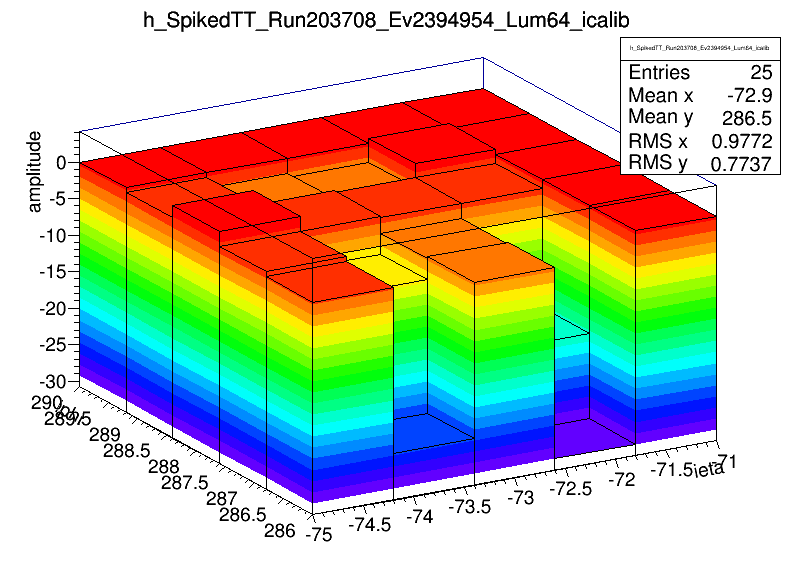 h_SpikedTT_Run203708_Ev2394954_Lum64_icalib
h_SpikedTT_Run203708_Ev2394954_Lum64_icalib
Entries 25
Mean x -72.9
Mean y 286.5
RMS x 0.9772
RMS y 0.7737
amplitude
0
-5
-10
-15
-20
-25
-30
290
289.5
289
288.5
288
287.5
287
286.5
286
iphi
-75
-74.5
-74
-73.5
-73
-72.5
-72
-71.5
-71
ieta